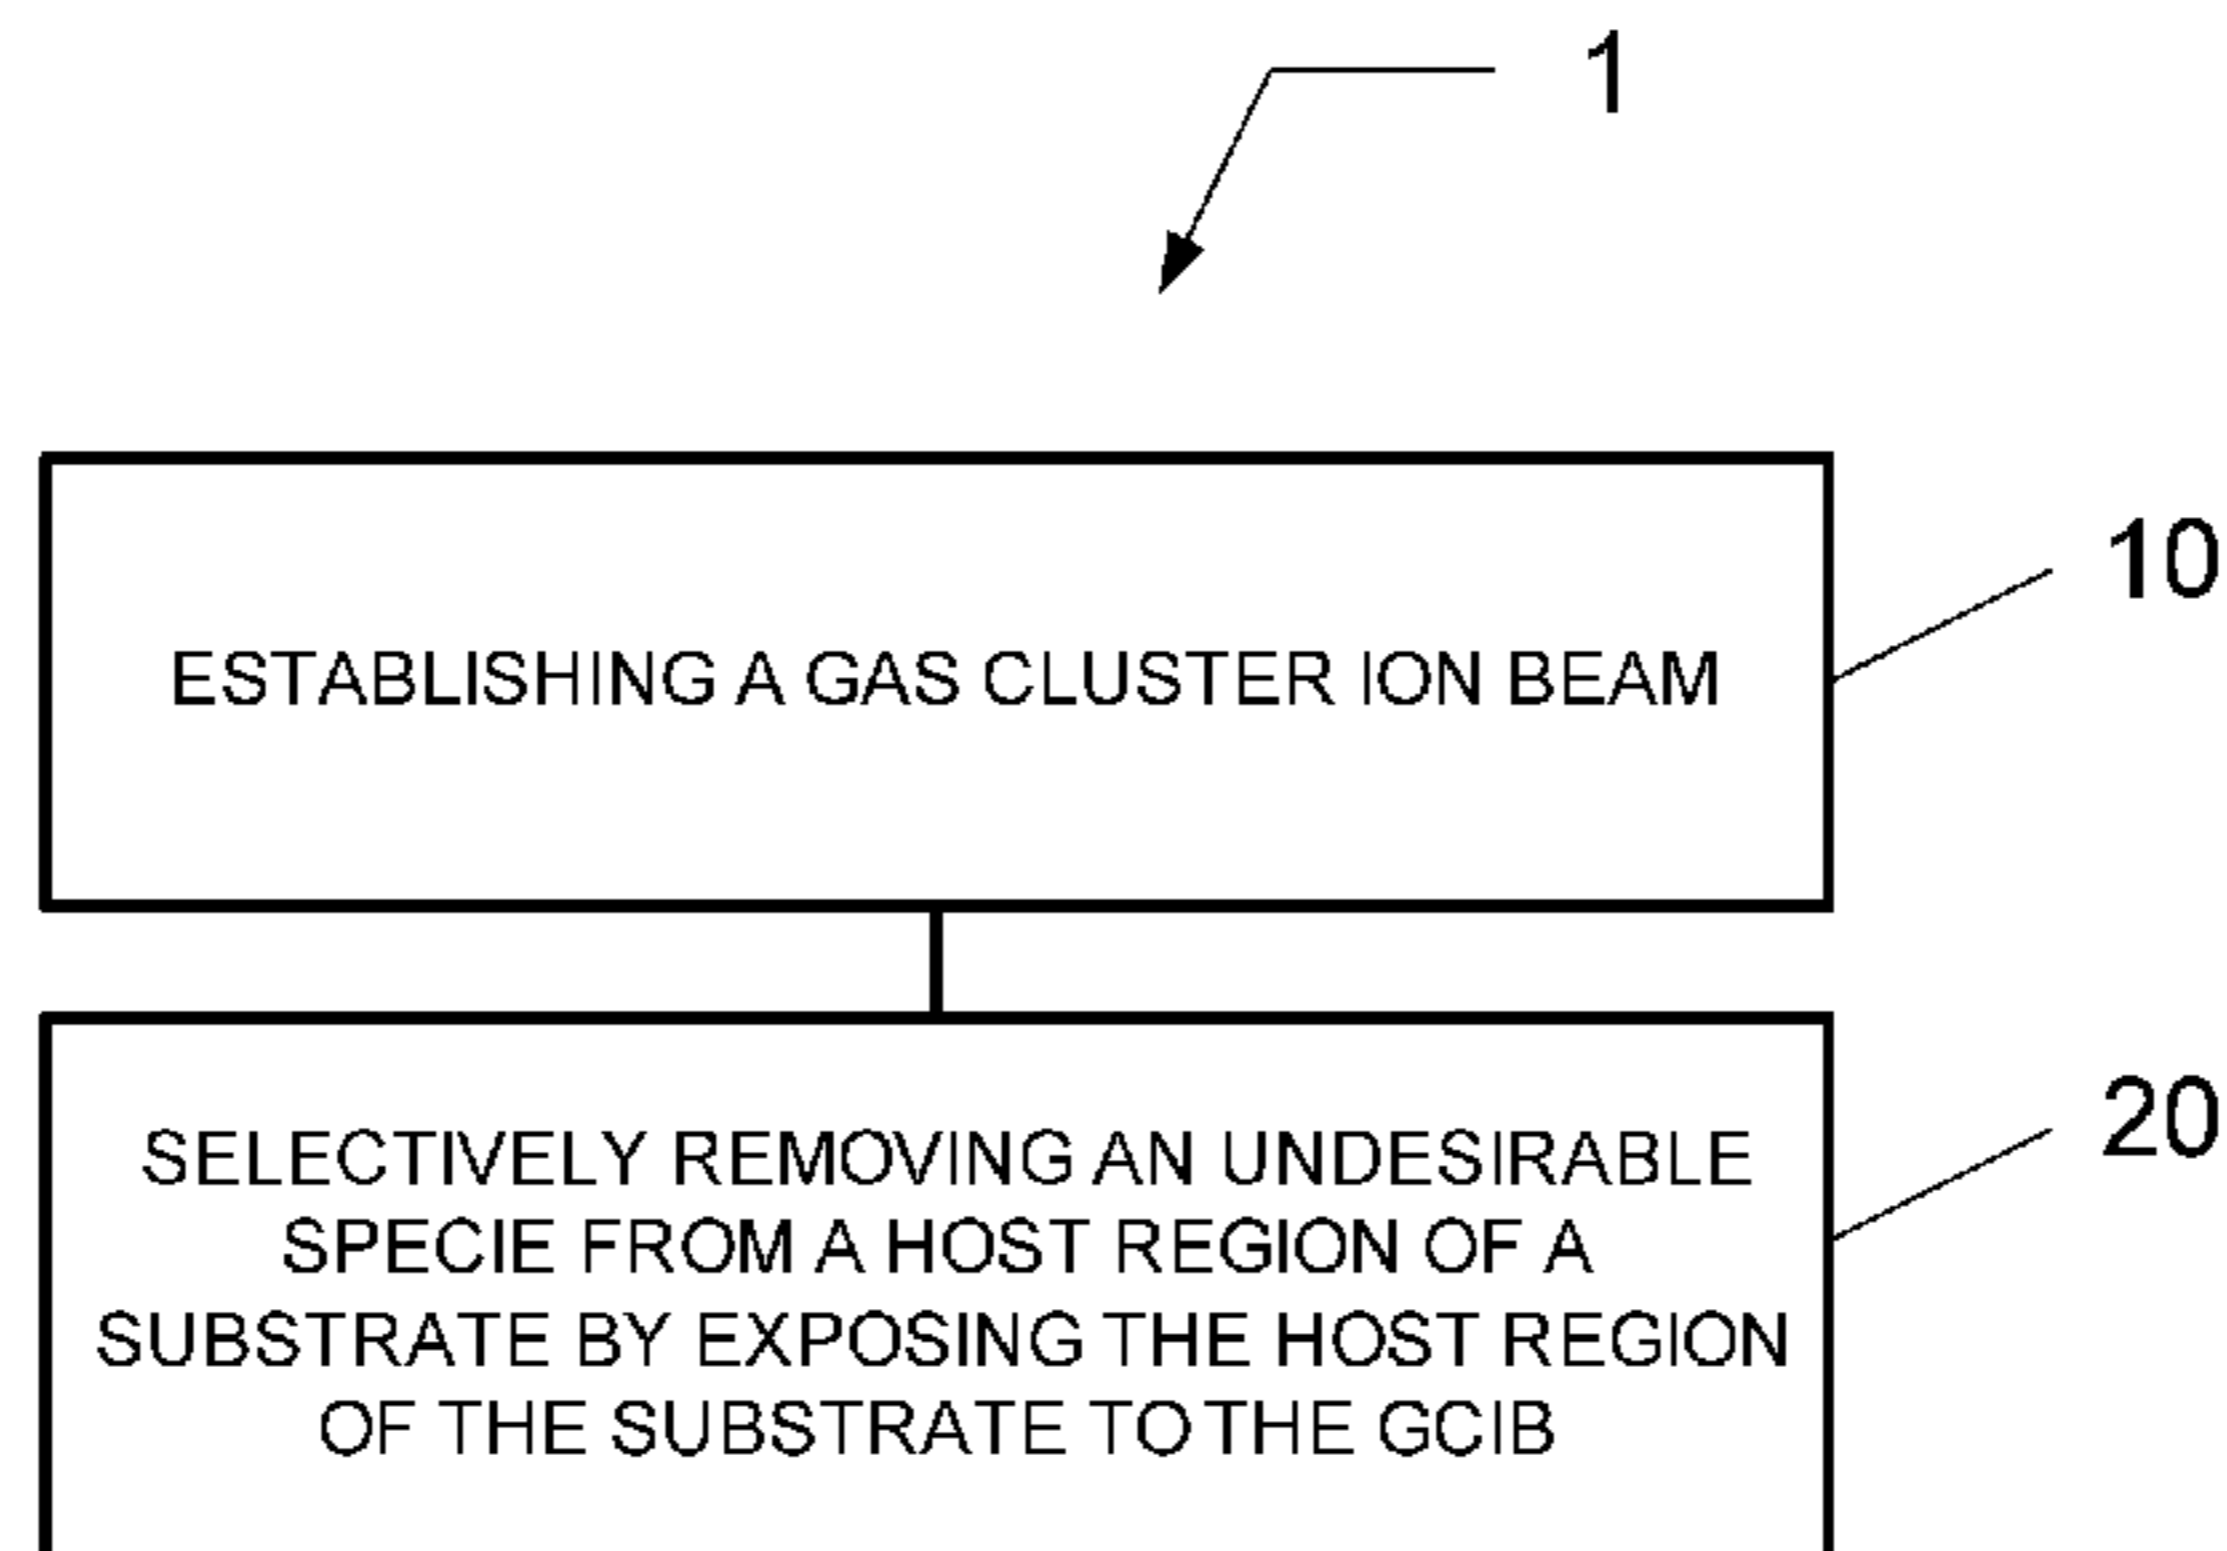 1
ESTABLISHING A GAS CLUSTER ION BEAM
10
SELECTIVELY REMOVING AN UNDESIRABLE
SPECIE FROM A HOST REGION OF A
SUBSTRATE BY EXPOSING THE HOST REGION
OF THE SUBSTRATE TO THE GCIB
20